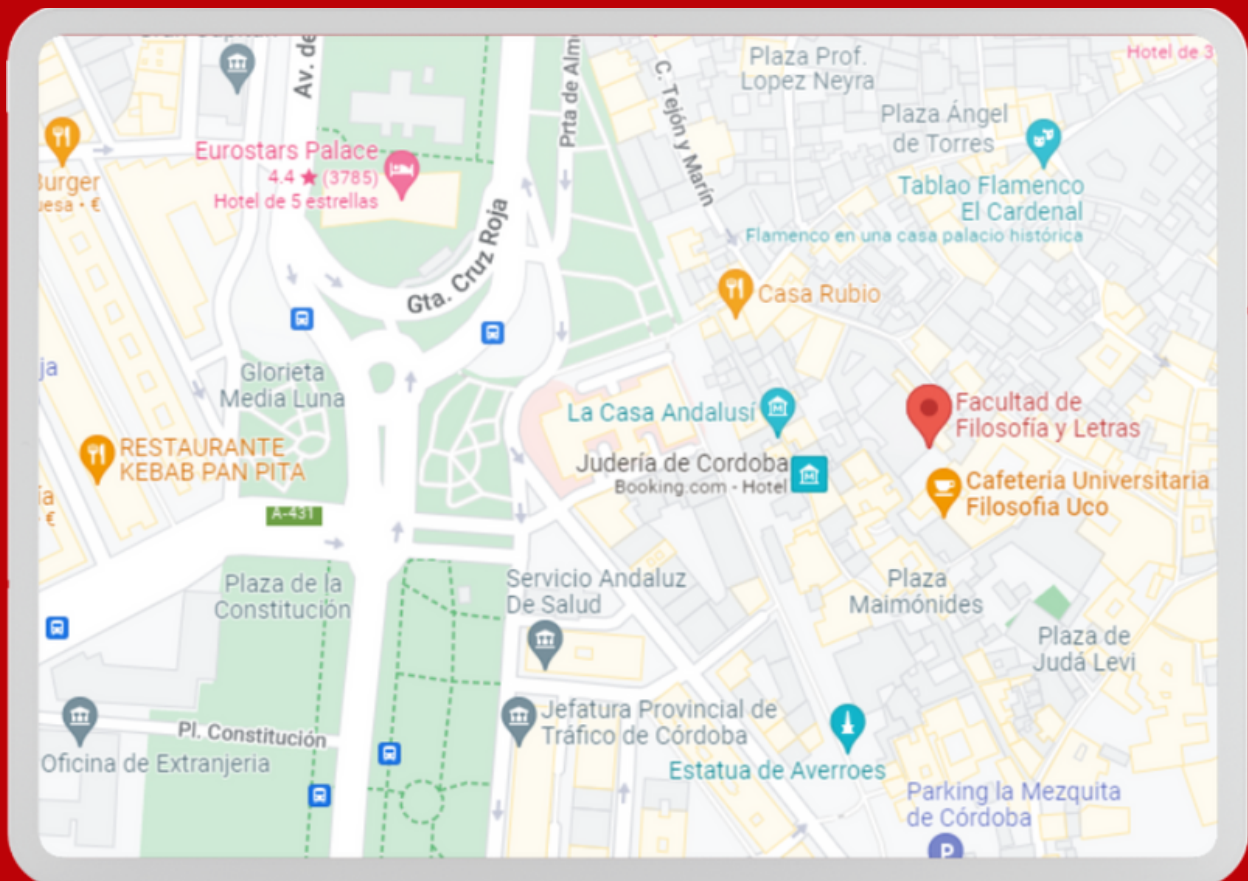 Av. de
Prta de Alm
C. Tejón y Marín
Plaza Prof.
Lopez Neyra
Hotel de 3
Plaza Ángel
de Torres
Eurostars Palace
4.4 ★ (3785)
Hotel de 5 estrellas
Burger
€
Tablao Flamenco
El Cardenal
Flamenco en una casa palacio histórica
Gta. Cruz Roja
Casa Rubio
Glorieta
Media Luna
La Casa Andalusí
Facultad de
Filosofía y Letras
RESTAURANTE
KEBAB PAN PITA
Judería de Cordoba
Booking.com - Hotel
Cafeteria Universitaria
Filosofia Uco
€
A-431
Plaza de la
Constitución
Servicio Andaluz
De Salud
Plaza
Maimónides
Plaza de
Judá Levi
Pl. Constitución
Oficina de Extranjeria
Jefatura Provincial de
Tráfico de Córdoba
Estatua de Averroes
Parking la Mezquita
de Córdoba
P